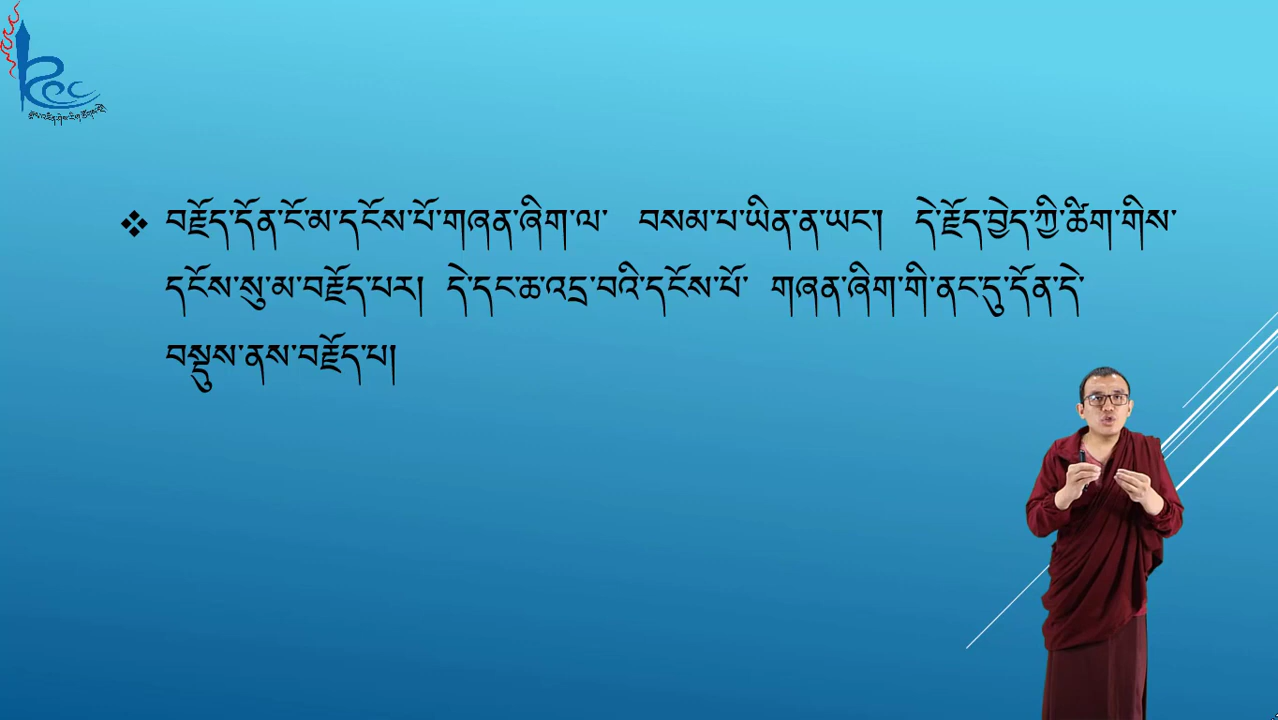 བརྗོད་དོན་ངོ་མ་དངོས་པོ་གཞན་ཞིག་ལ་ བསམ་པ་ཡིན་ན་ཡང་། དེ་རྗོད་བྱེད་ཀྱི་ཚིག་གིས་
དངོས་སུ་མ་བརྗོད་པར། དེ་དང་ཆ་འདྲ་བའི་དངོས་པོ་ གཞན་ཞིག་གི་ནང་དུ་དོན་དེ་
བསྡུས་ནས་བརྗོད་པ།